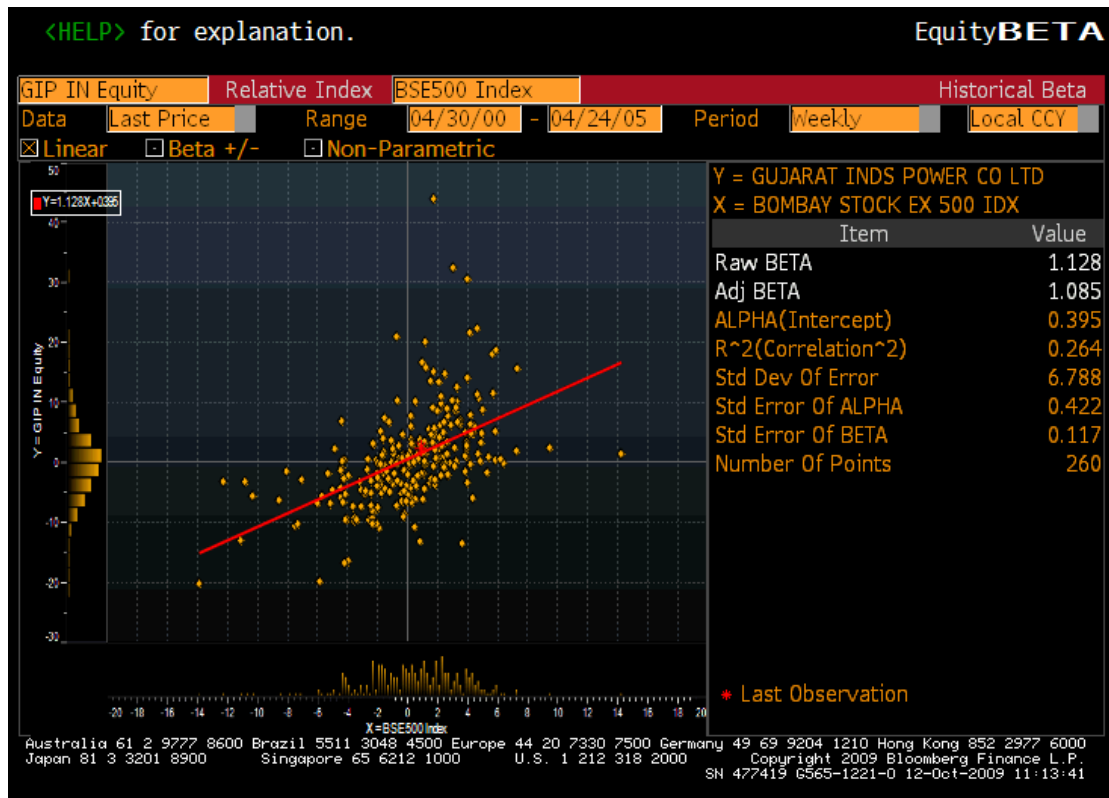 <HELP> for explanation. EquityBETA
GIP IN Equity Relative Index BSE500 Index Historical Beta
Data Last Price Range 04/30/00 - 04/24/05 Period Weekly Local CCY
Linear Beta +/- Non-Parametric
Y = GUJARAT INDS POWER CO LTD
X = BOMBAY STOCK EX 500 IDX
Item Value
Raw BETA 1.128
Adj BETA 1.085
ALPHA(Intercept) 0.395
R^2(Correlation^2) 0.264
Std Dev Of Error 6.788
Std Error Of ALPHA 0.422
Std Error Of BETA 0.117
Number Of Points 260
* Last Observation
50
Y=1.128X+0395
40
30
20
10
0
-10
-20
-30
Y = GIP IN Equity
-20 -18 -16 -14 -12 -10 -8 -6 -4 -2 0 2 4 6 8 10 12 14 16 18 20
X=BSE500 Index
Australia 61 2 9777 8600 Brazil 5511 3048 4500 Europe 44 20 7330 7500 Germany 49 69 9204 1210 Hong Kong 852 2977 6000
Japan 81 3 3201 8900 Singapore 65 6212 1000 U.S. 1 212 318 2000 Copyright 2009 Bloomberg Finance L.P.
SN 477419 G565-1221-0 12-Oct-2009 11:13:41